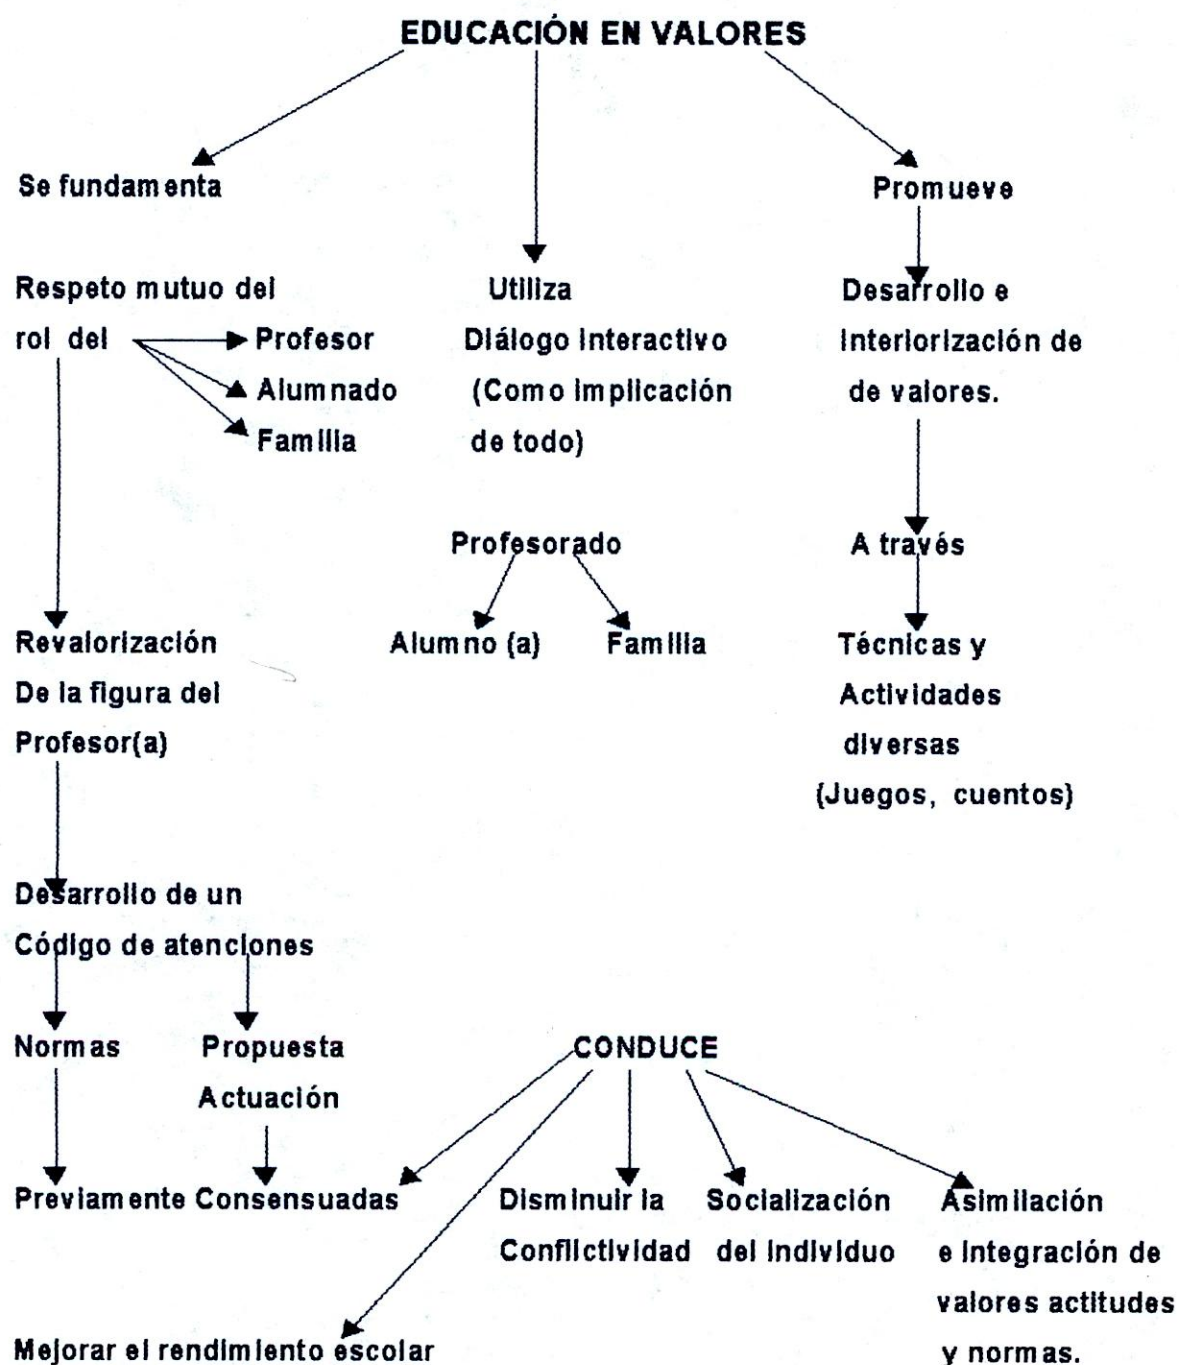 EDUCACIÓN EN VALORES
Se fundamenta
Promueve
Respeto mutuo del
rol del
Profesor
Alumnado
Familia
Utiliza
Diálogo interactivo
(Como implicación
de todo)
Desarrollo e
Interiorización de
de valores.
Profesorado
Alumno (a)
Familia
A través
Técnicas y
Actividades
diversas
(Juegos, cuentos)
Revalorización
De la figura del
Profesor(a)
Desarrollo de un
Código de atenciones
Normas
Propuesta
Actuación
CONDUCE
Previamente Consensuadas
Disminuir la
Conflictividad
Socialización
del individuo
Asimilación
e integración de
valores actitudes
y normas.
Mejorar el rendimiento escolar